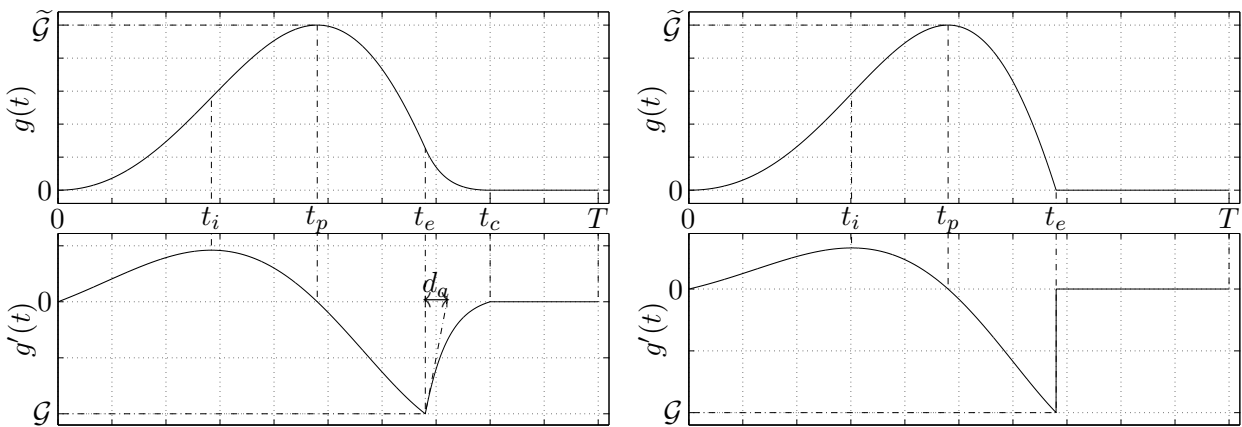 G̃
g(t)
0
0 t_i t_p t_e t_c T
d_a
0
g′(t)
G
G̃
g(t)
0
0 t_i t_p t_e T
0
g′(t)
G